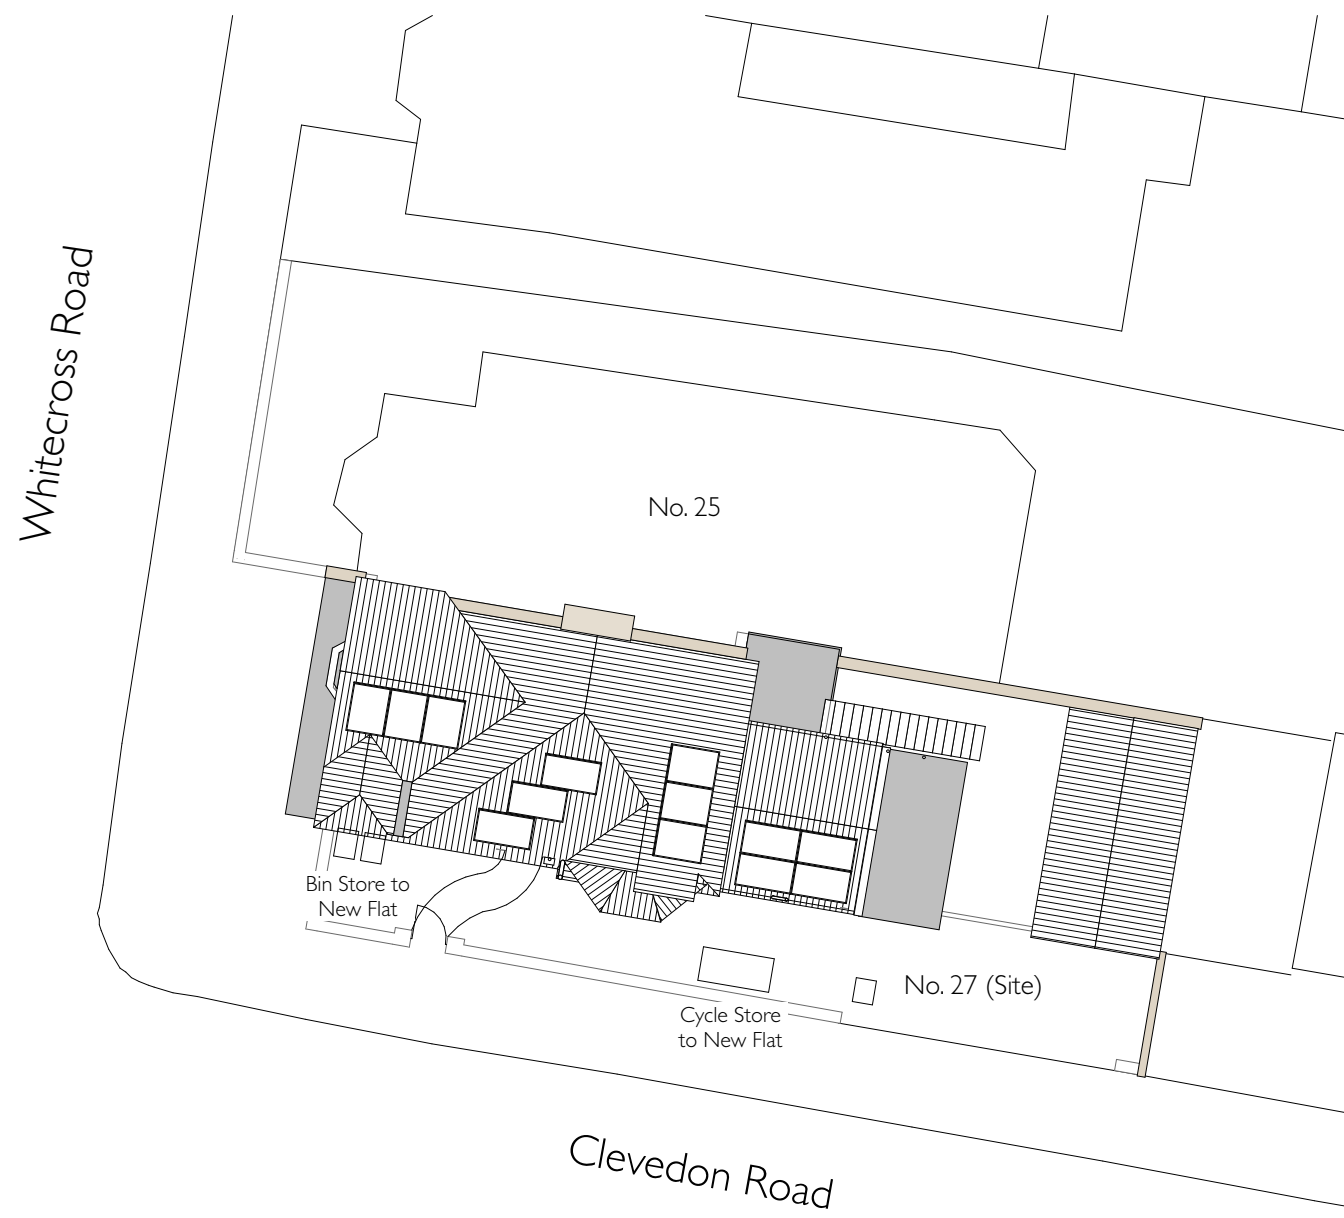 Whitecross Road
No. 25
Bin Store to
New Flat
No. 27 (Site)
Cycle Store
to New Flat
Clevedon Road